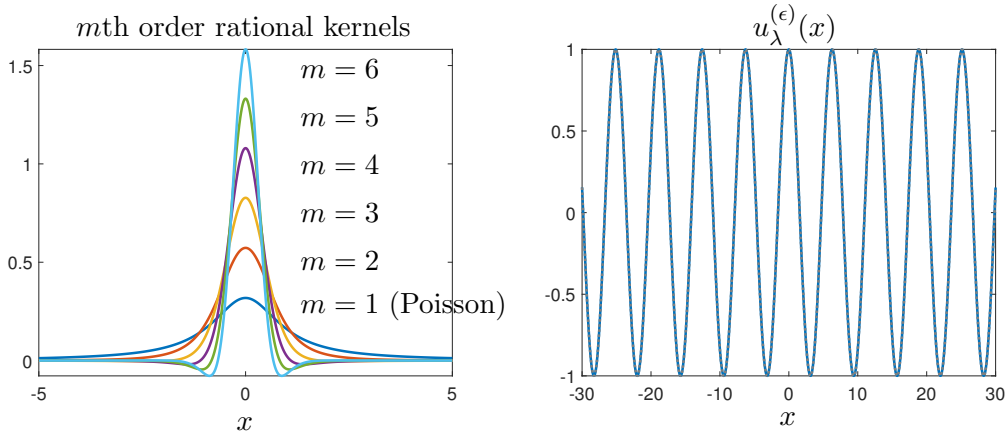 mth order rational kernels
1.5
1
0.5
0
-5
0
5
x
m = 6
m = 5
m = 4
m = 3
m = 2
m = 1 (Poisson)
u_λ^(ϵ)(x)
1
0.5
0
-0.5
-1
-30
-20
-10
0
10
20
30
x